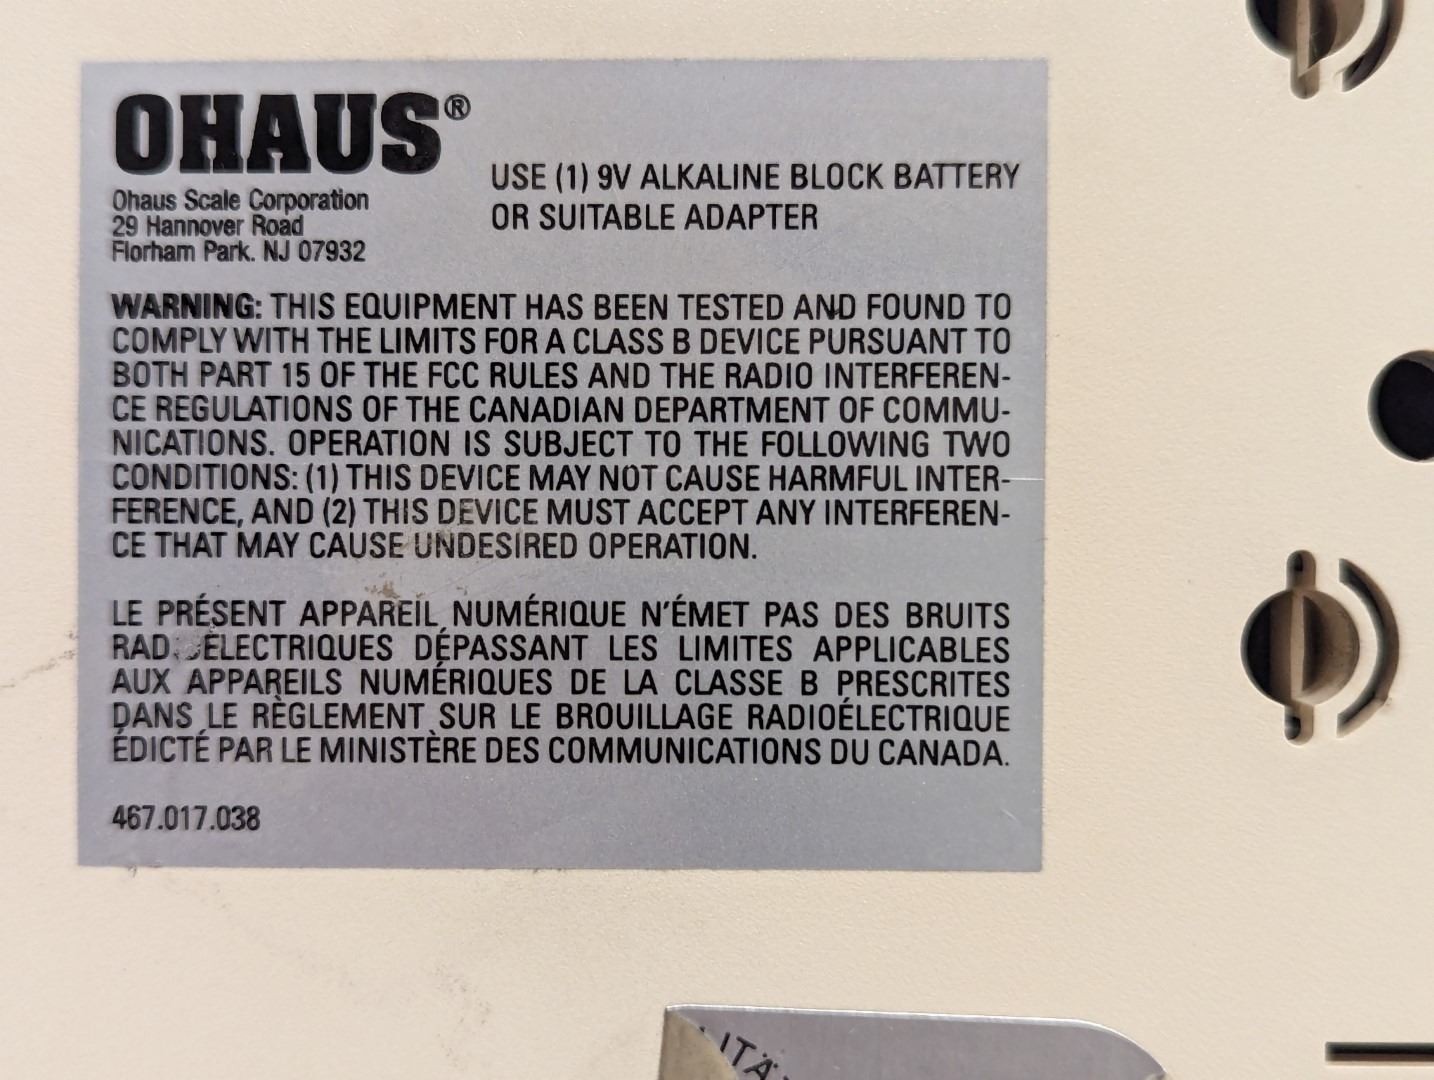 OHAUS®
Ohaus Scale Corporation
29 Hannover Road
Florham Park. NJ 07932
USE (1) 9V ALKALINE BLOCK BATTERY
OR SUITABLE ADAPTER
WARNING: THIS EQUIPMENT HAS BEEN TESTED AND FOUND TO
COMPLY WITH THE LIMITS FOR A CLASS B DEVICE PURSUANT TO
BOTH PART 15 OF THE FCC RULES AND THE RADIO INTERFEREN-
CE REGULATIONS OF THE CANADIAN DEPARTMENT OF COMMU-
NICATIONS. OPERATION IS SUBJECT TO THE FOLLOWING TWO
CONDITIONS: (1) THIS DEVICE MAY NOT CAUSE HARMFUL INTER-
FERENCE, AND (2) THIS DEVICE MUST ACCEPT ANY INTERFEREN-
CE THAT MAY CAUSE UNDESIRED OPERATION.
LE PRÉSENT APPAREIL NUMÉRIQUE N'ÉMET PAS DES BRUITS
RADIOÉLECTRIQUES DÉPASSANT LES LIMITES APPLICABLES
AUX APPAREILS NUMÉRIQUES DE LA CLASSE B PRESCRITES
DANS LE RÈGLEMENT SUR LE BROUILLAGE RADIOÉLECTRIQUE
ÉDICTÉ PAR LE MINISTÈRE DES COMMUNICATIONS DU CANADA.
467.017.038